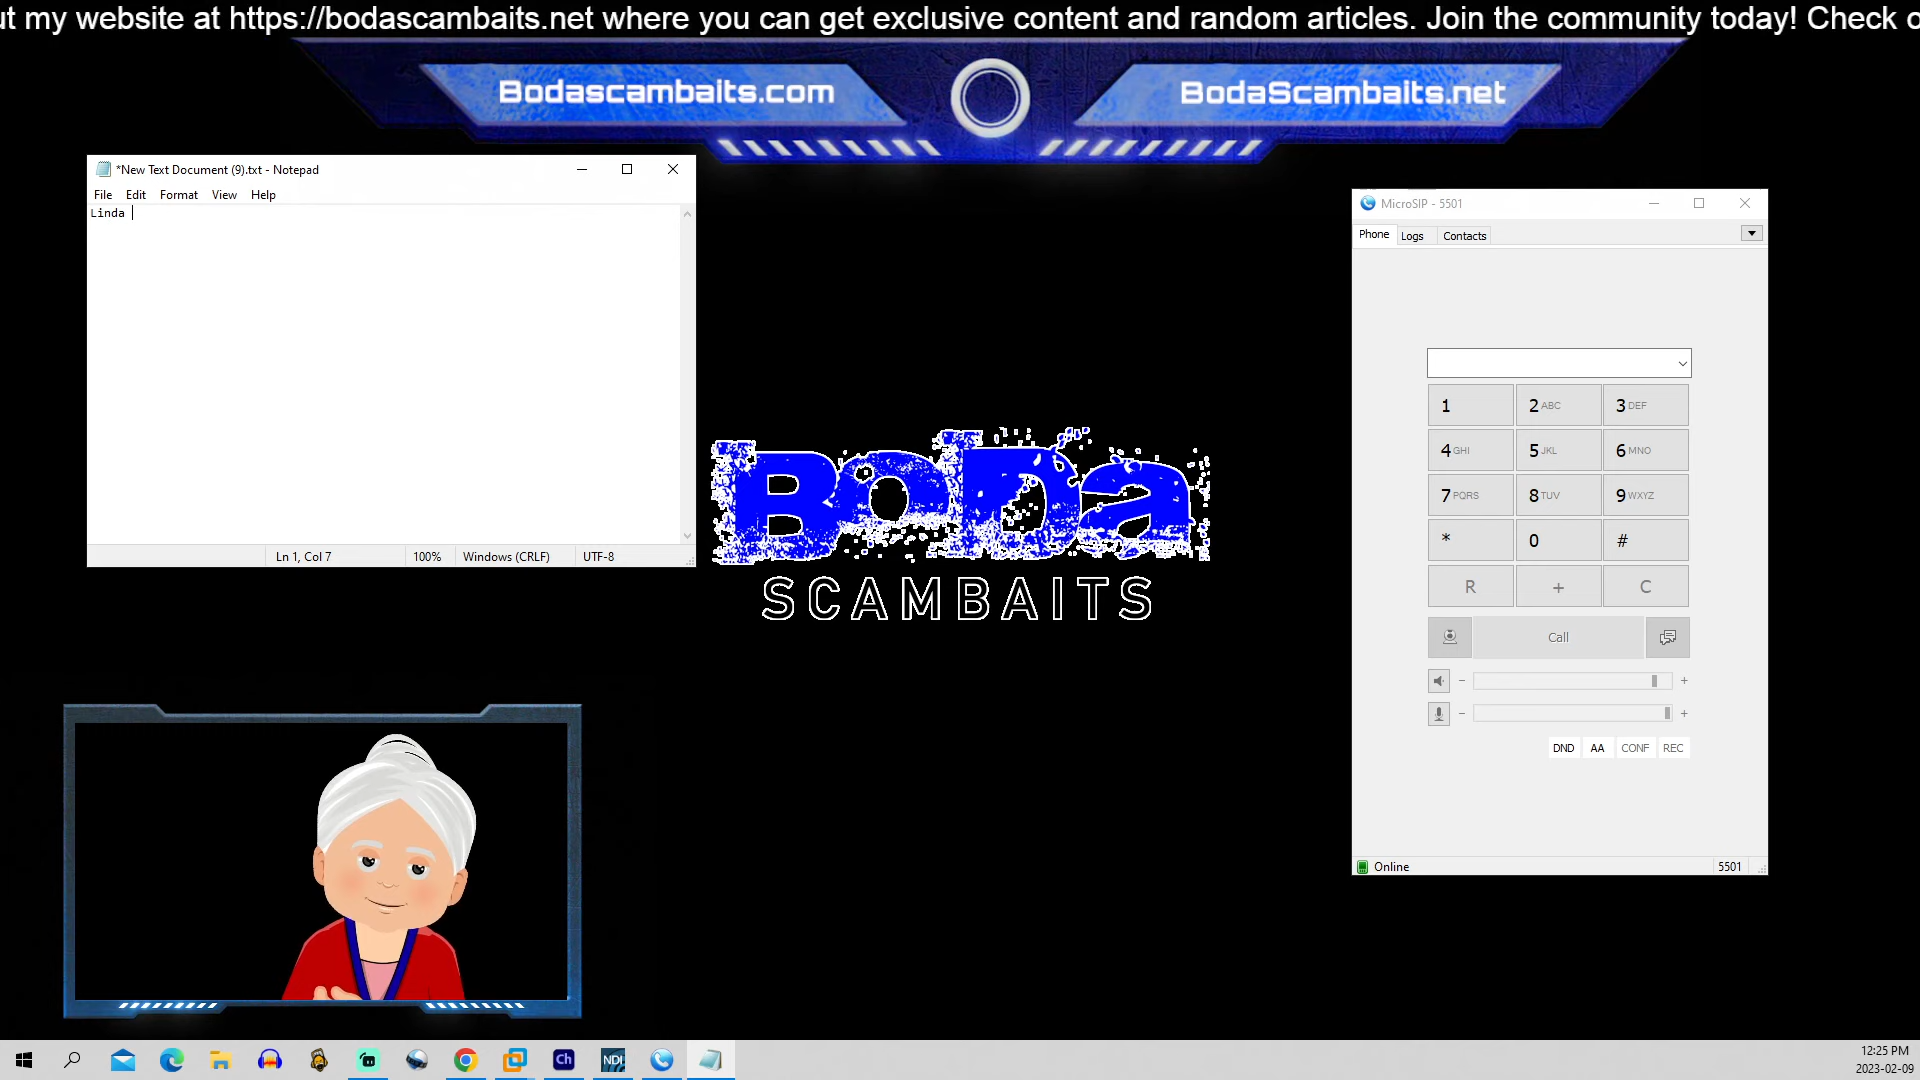 ut my website at https://bodascambaits.net where you can get exclusive content and random articles. Join the community today! Check o
Bodascambaits.com
BodaScambaits.net
*New Text Document (9).txt - Notepad
File Edit Format View Help
Linda
Ln 1, Col 7 100% Windows (CRLF) UTF-8
BoDa
SCAMBAITS
MicroSIP - 5501
Phone Logs Contacts
1 2 ABC 3 DEF
4 GHI 5 JKL 6 MNO
7 PQRS 8 TUV 9 WXYZ
* 0 #
R + C
Call
- +
- +
DND AA CONF REC
Online 5501
Ch NDI
12:25 PM
2023-02-09